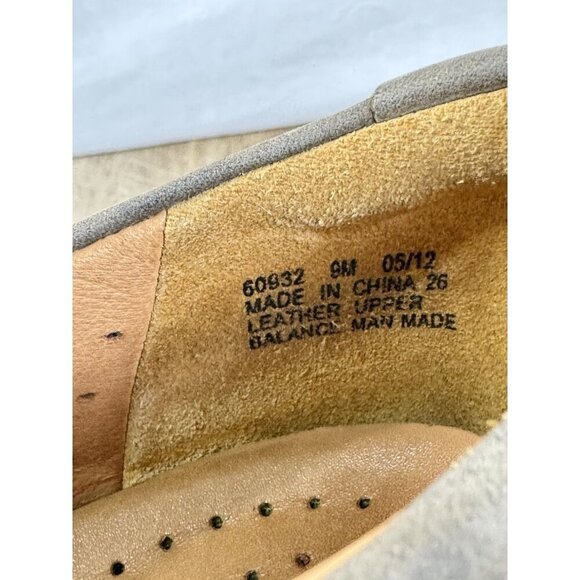 60932 9M 05/12
MADE IN CHINA 26
LEATHER UPPER
BALANCE MAN MADE